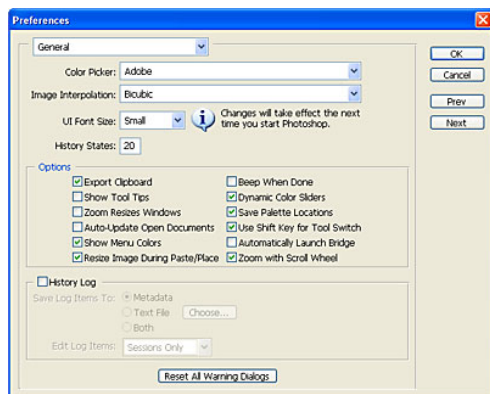 Preferences
General
OK
Color Picker: Adobe
Cancel
Image Interpolation: Bicubic
Prev
UI Font Size: Small
Changes will take effect the next
time you start Photoshop.
Next
History States: 20
Options
Export Clipboard
Beep When Done
Show Tool Tips
Dynamic Color Sliders
Zoom Resizes Windows
Save Palette Locations
Auto-Update Open Documents
Use Shift Key for Tool Switch
Show Menu Colors
Automatically Launch Bridge
Resize Image During Paste/Place
Zoom with Scroll Wheel
History Log
Save Log Items To: Metadata
Text File Choose...
Both
Edit Log Items: Sessions Only
Reset All Warning Dialogs